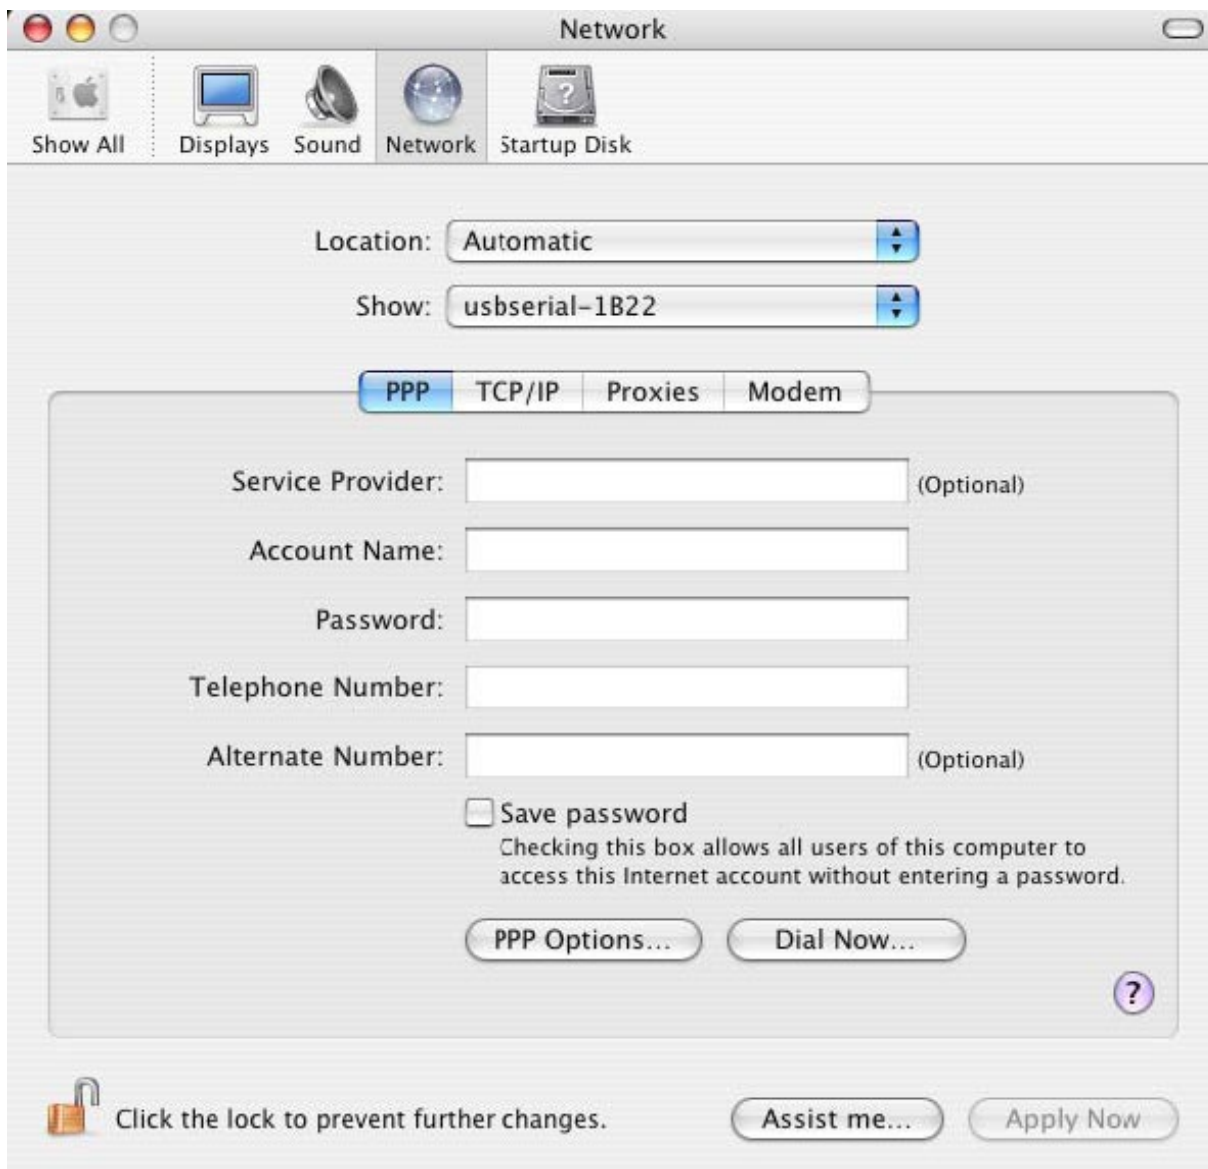 Network
Show All Displays Sound Network Startup Disk
Location: Automatic
Show: usbserial-1B22
PPP TCP/IP Proxies Modem
Service Provider: (Optional)
Account Name:
Password:
Telephone Number:
Alternate Number: (Optional)
Save password
Checking this box allows all users of this computer to
access this Internet account without entering a password.
PPP Options... Dial Now...
?
Click the lock to prevent further changes. Assist me... Apply Now